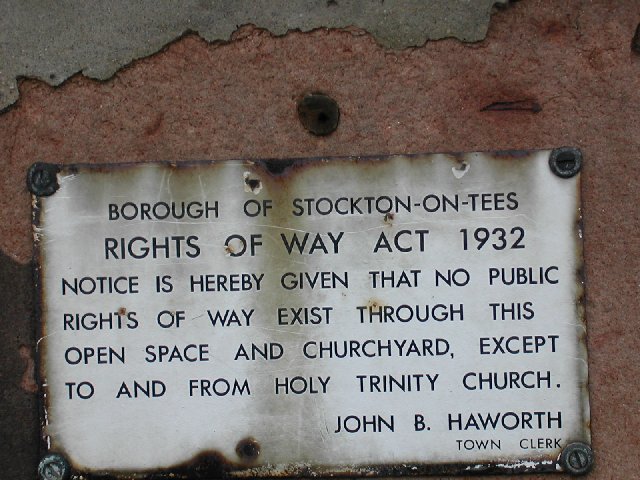 BOROUGH OF STOCKTON-ON-TEES
RIGHTS OF WAY ACT 1932
NOTICE IS HEREBY GIVEN THAT NO PUBLIC
RIGHTS OF WAY EXIST THROUGH THIS
OPEN SPACE AND CHURCHYARD, EXCEPT
TO AND FROM HOLY TRINITY CHURCH.
JOHN B. HAWORTH
TOWN CLERK